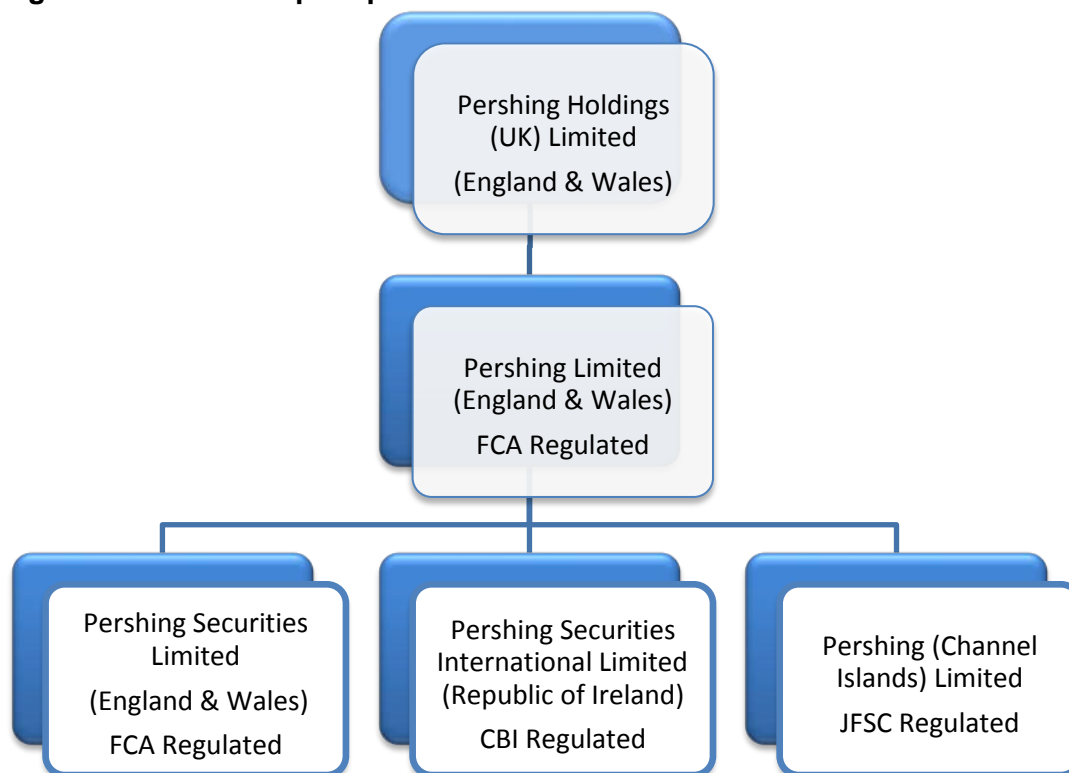 Pershing Holdings
(UK) Limited
(England & Wales)
Pershing Limited
(England & Wales)
FCA Regulated
Pershing Securities
Limited
(England & Wales)
FCA Regulated
Pershing Securities
International Limited
(Republic of Ireland)
CBI Regulated
Pershing (Channel
Islands) Limited
JFSC Regulated